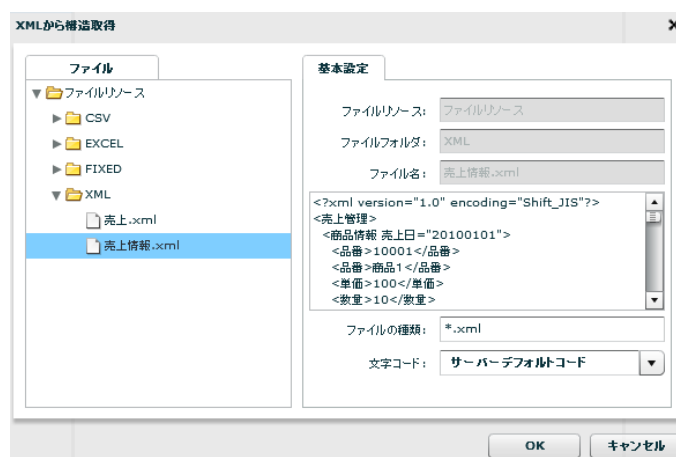 XMLから構造取得
ファイル
ファイルリソース
CSV
EXCEL
FIXED
XML
売上.xml
売上情報.xml
基本設定
ファイルリソース: ファイルリソース
ファイルフォルダ: XML
ファイル名: 売上情報.xml
<?xml version="1.0" encoding="Shift_JIS"?>
<売上管理>
<商品情報 売上日="20100101">
<品番>10001</品
番>
<品番>商品1</品番>
<単価>100</単価>
<数量>10</数量>
ファイルの種類: *.xml
文字コード: サーバーデフォルトコード
OK
キャンセル